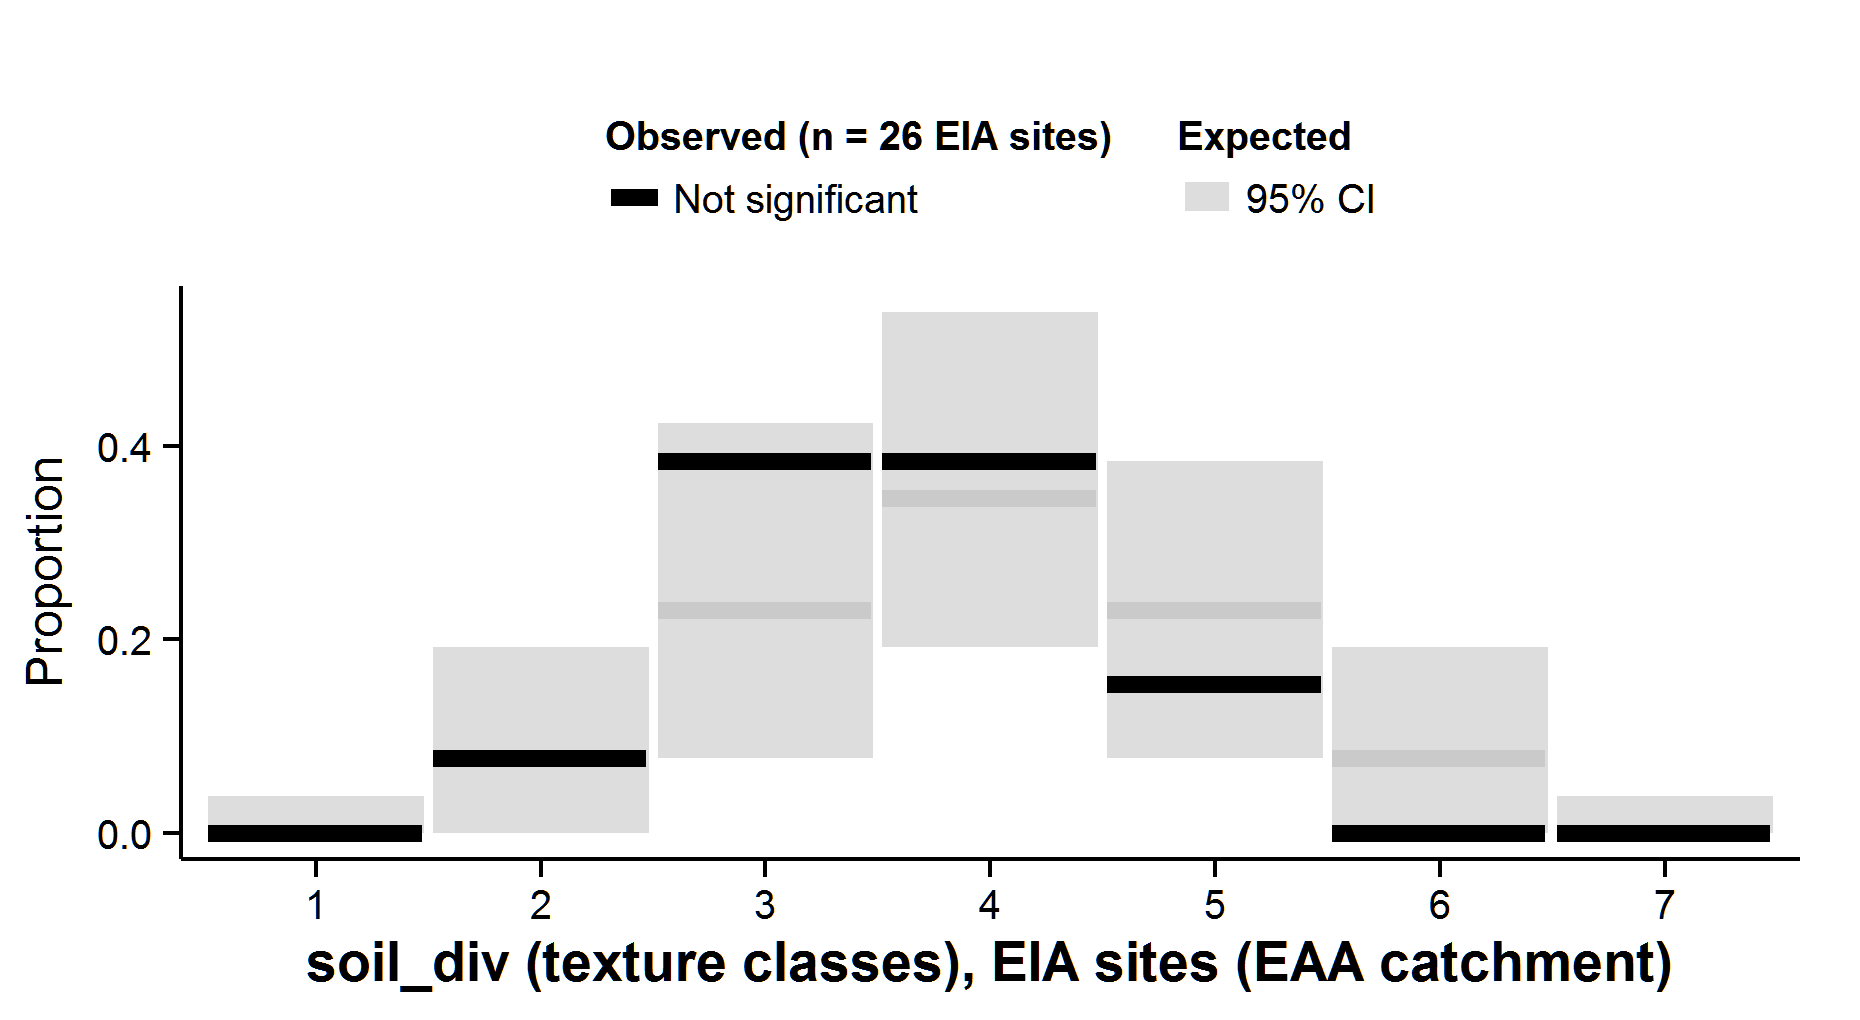 Observed (n = 26 EIA sites) Expected
Not significant 95% CI
Proportion
0.4
0.2
0.0
1 2 3 4 5 6 7
soil_div (texture classes), EIA sites (EAA catchment)